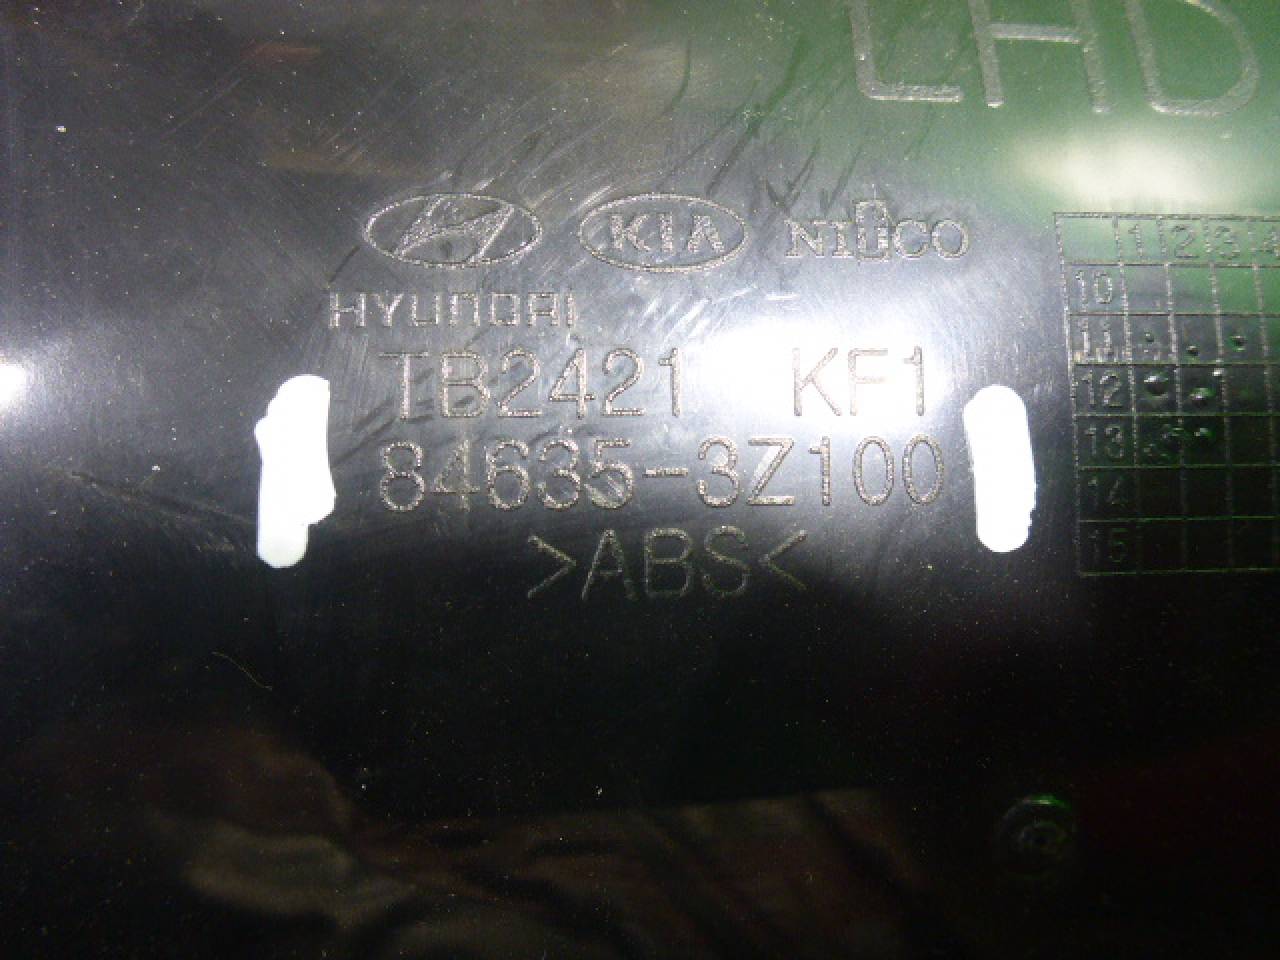 LHD
KIA NIFCO
HYUNDAI
TB2421 KF1
84635-3Z100
>ABS<
1 2 3 4
10
11
12
13
14
15